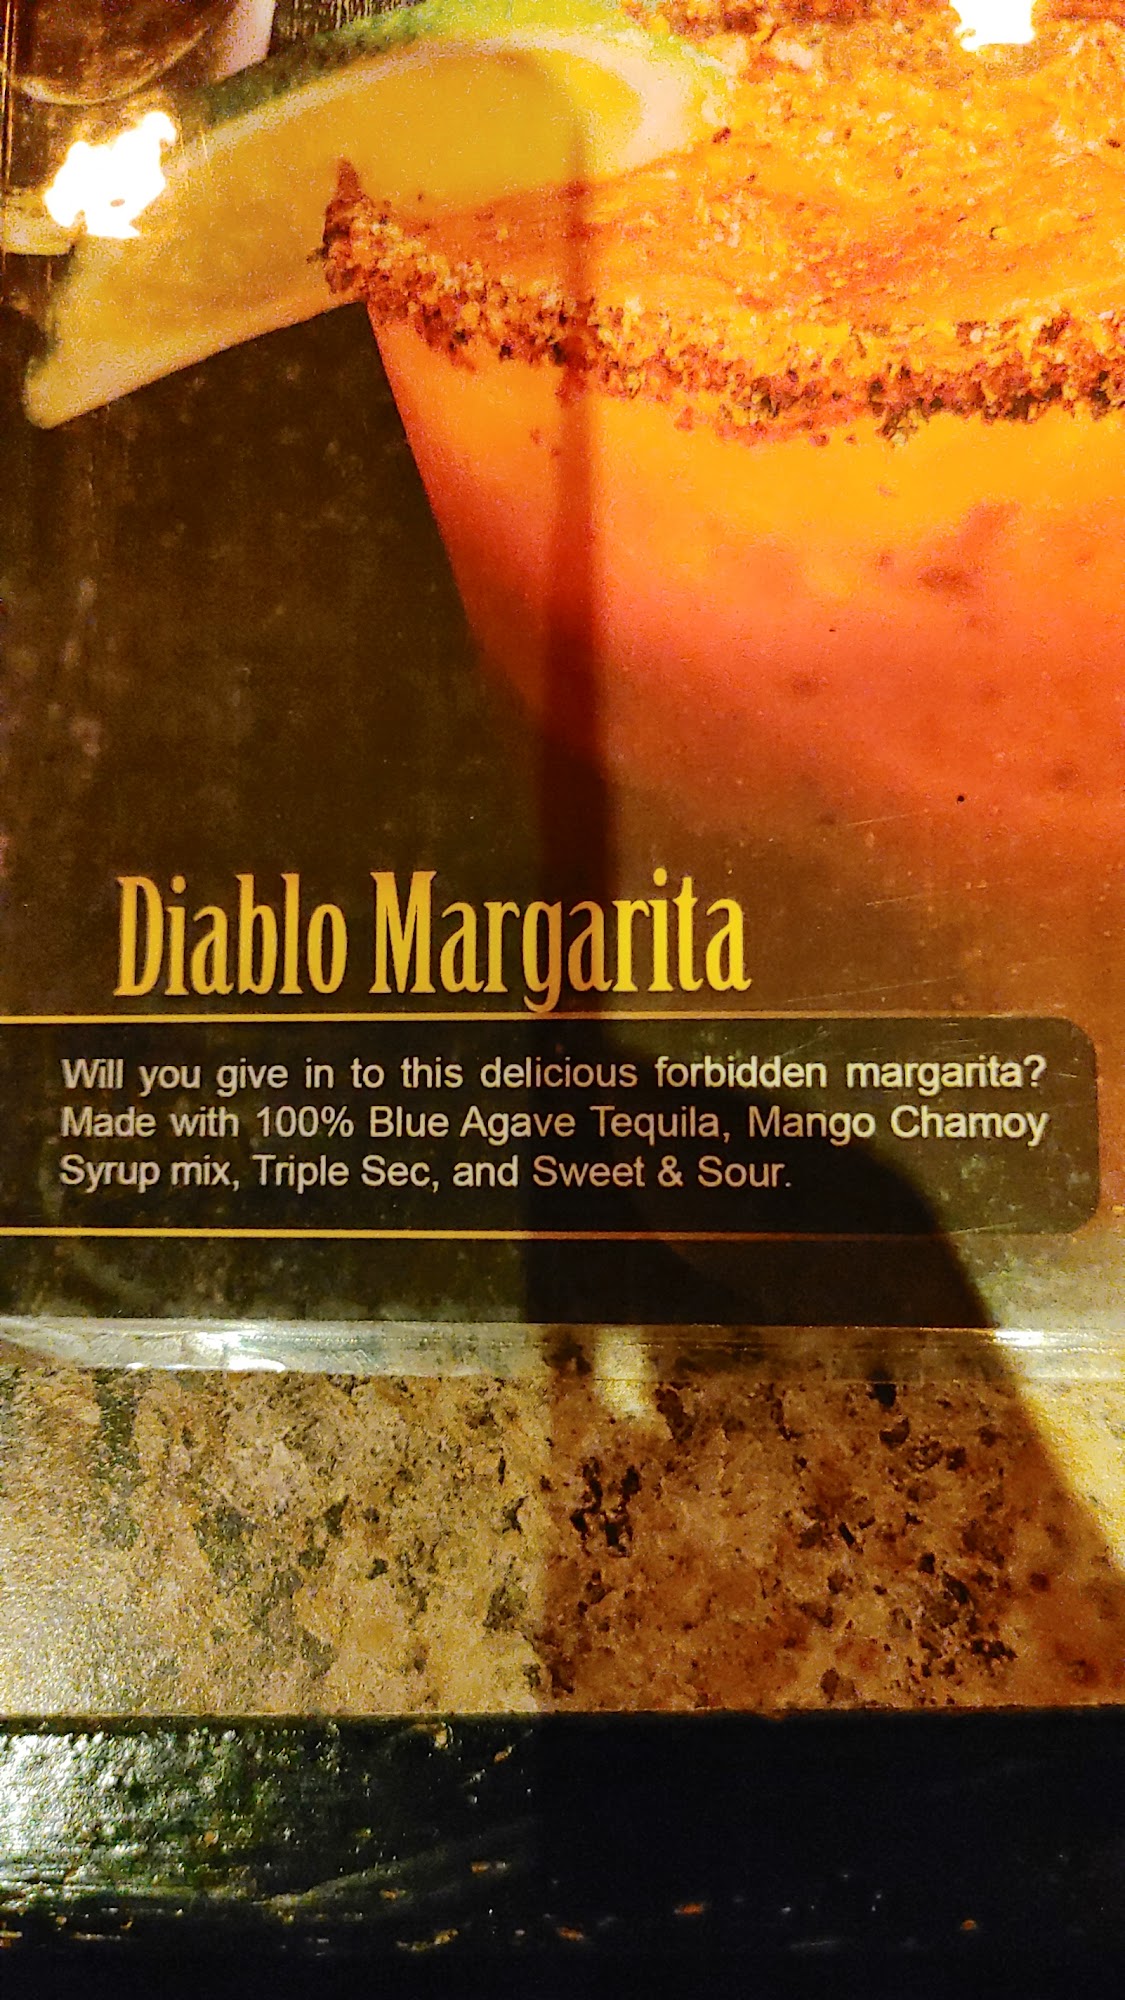 Diablo Margarita
Will you give in to this delicious forbidden margarita?
Made with 100% Blue Agave Tequila, Mango Chamoy
Syrup mix, Triple Sec, and Sweet & Sour.